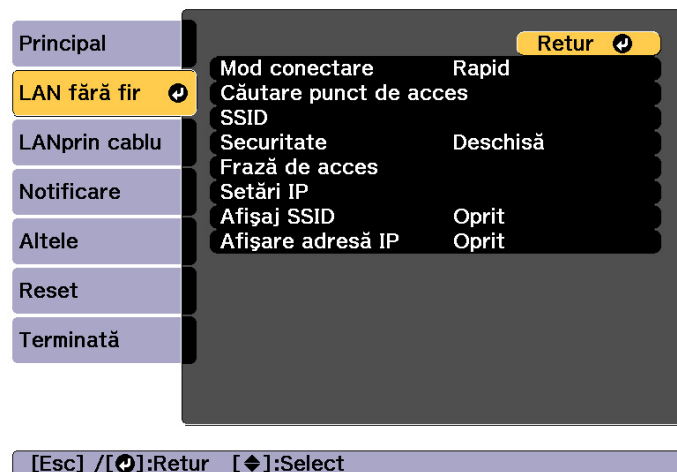 Principal
LAN fără fir
LANprin cablu
Notificare
Altele
Reset
Terminată
Retur
Mod conectare Rapid
Căutare punct de acces
SSID
Securitate Deschisă
Frază de acces
Setări IP
Afişaj SSID Oprit
Afişare adresă IP Oprit
[Esc] /[⏎]:Retur [◆]:Select